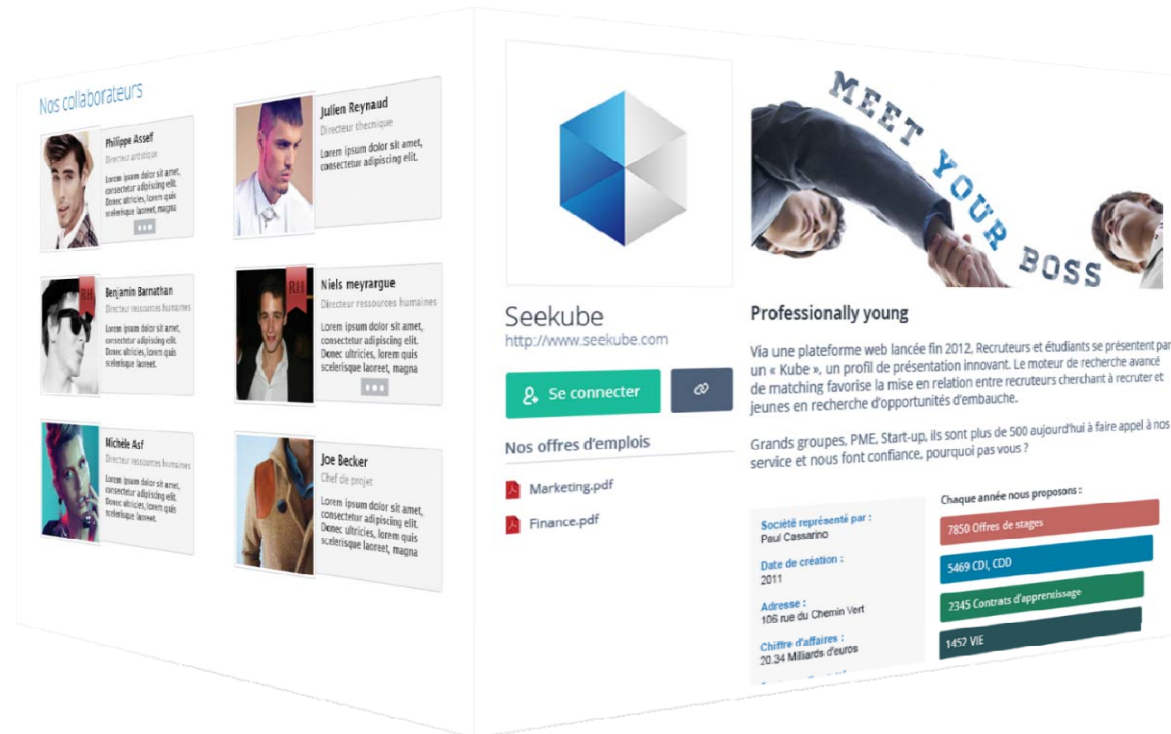 Nos collaborateurs
Philippe Assef
Directeur artistique
Lorem ipsum dolor sit amet,
consectetur adipiscing elit.
Donec ultricies, lorem quis
scelerisque laoreet, magna
Julien Reynaud
Directeur thecnique
Lorem ipsum dolor sit amet,
consectetur adipiscing elit.
RH
Benjamin Barnathan
Directeur ressources humaines
Lorem ipsum dolor sit amet,
consectetur adipiscing elit.
Donec ultricies, lorem quis
scelerisque laoreet.
RH
Niels meyrargue
Directeur ressources humaines
Lorem ipsum dolor sit amet,
consectetur adipiscing elit.
Donec ultricies, lorem quis
scelerisque laoreet, magna
Michèle Asf
Directeur ressources humaines
Lorem ipsum dolor sit amet,
consectetur adipiscing elit.
Donec ultricies, lorem quis
scelerisque laoreet.
Joe Becker
Chef de projet
Lorem ipsum dolor sit amet,
consectetur adipiscing elit.
Donec ultricies, lorem quis
scelerisque laoreet, magna
Seekube
http://www.seekube.com
Se connecter
Nos offres d'emplois
Marketing.pdf
Finance.pdf
MEET YOUR BOSS
Professionally young
Via une plateforme web lancée fin 2012, Recruteurs et étudiants se présentent par
un « Kube », un profil de présentation innovant. Le moteur de recherche avancé
de matching favorise la mise en relation entre recruteurs cherchant à recruter et
jeunes en recherche d'opportunités d'embauche.
Grands groupes, PME, Start-up, ils sont plus de 500 aujourd'hui à faire appel à nos
service et nous font confiance, pourquoi pas vous ?
Société représenté par :
Paul Cassarino
Date de création :
2011
Adresse :
106 rue du Chemin Vert
Chiffre d'affaires :
20.34 Milliards d'euros
Chaque année nous proposons :
7850 Offres de stages
5469 CDI, CDD
2345 Contrats d'apprentissage
1452 VIE